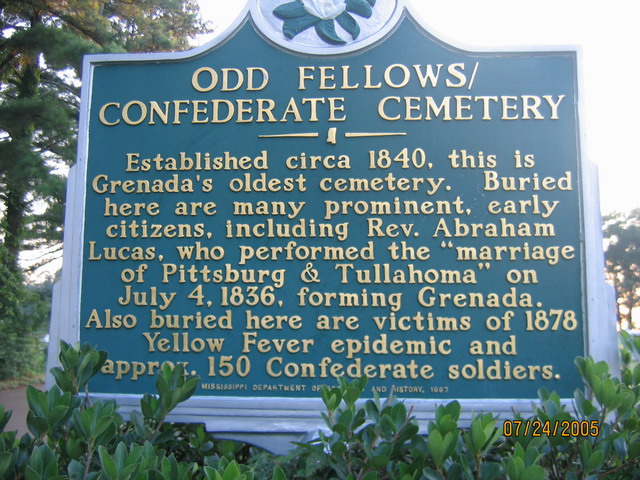 ODD FELLOWS/
CONFEDERATE CEMETERY
Established circa 1840, this is
Grenada's oldest cemetery. Buried
here are many prominent, early
citizens, including Rev. Abraham
Lucas, who performed the "marriage
of Pittsburg & Tullahoma" on
July 4, 1836, forming Grenada.
Also buried here are victims of 1878
Yellow Fever epidemic and
approx. 150 Confederate soldiers.
MISSISSIPPI DEPARTMENT OF AND HISTORY, 1987
07/24/2005